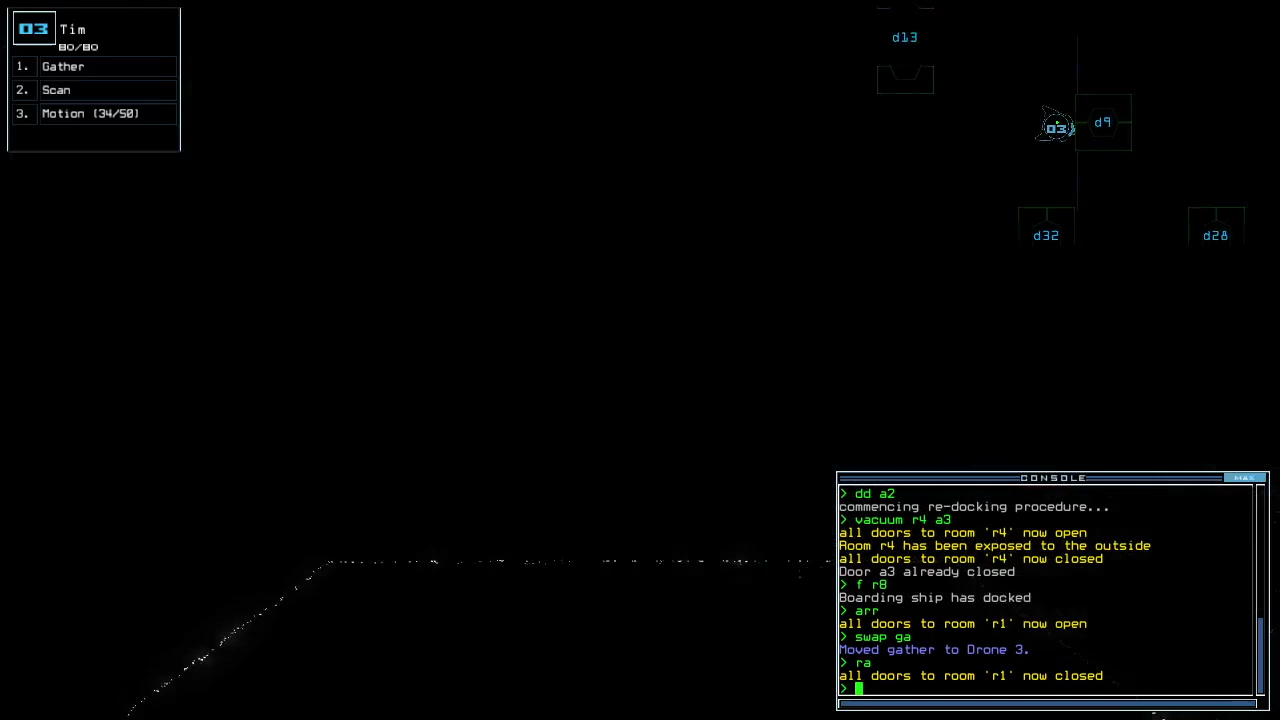 03 Tim
80/80
1. Gather
2. Scan
3. Motion (34/50)
d13
03
d9
d32
d28
CONSOLE
MAX
> dd a2
commencing re-docking procedure...
> vacuum r4 a3
all doors to room 'r4' now open
Room r4 has been exposed to the outside
all doors to room 'r4' now closed
Door a3 already closed
> f r8
Boarding ship has docked
> arr
all doors to room 'r1' now open
> swap ga
Moved gather to Drone 3.
> ra
all doors to room 'r1' now closed
>